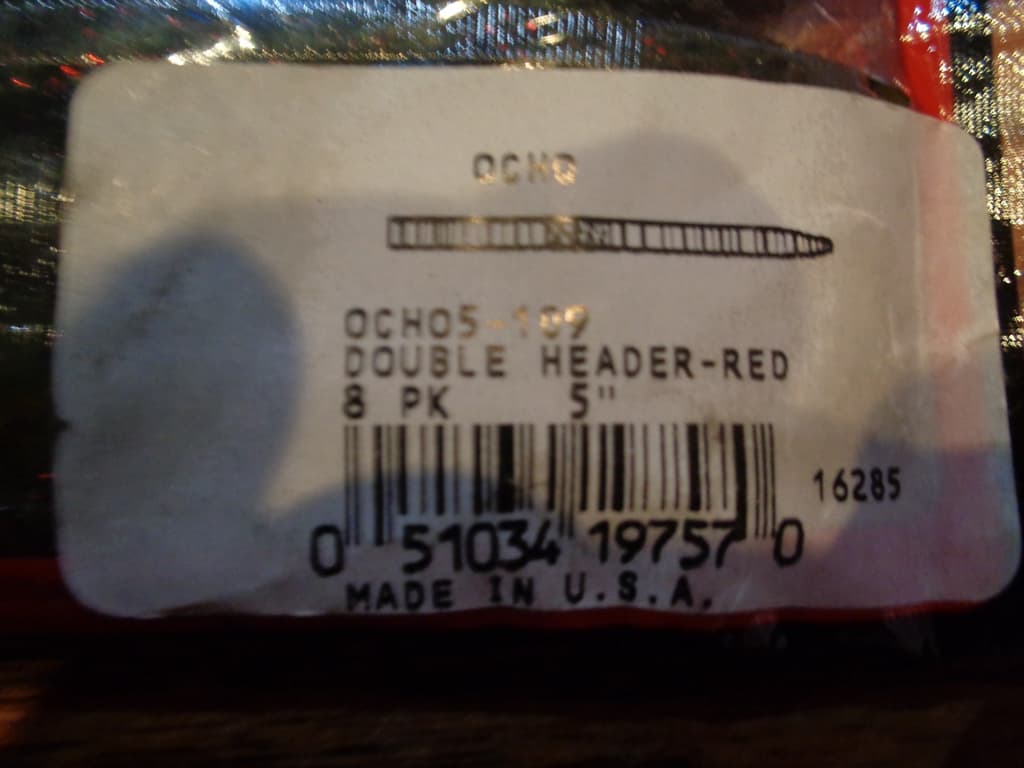 OCHO
OCHO5-109
DOUBLE HEADER-RED
8 PK 5"
16285
0 51034 19757 0
MADE IN U.S.A.